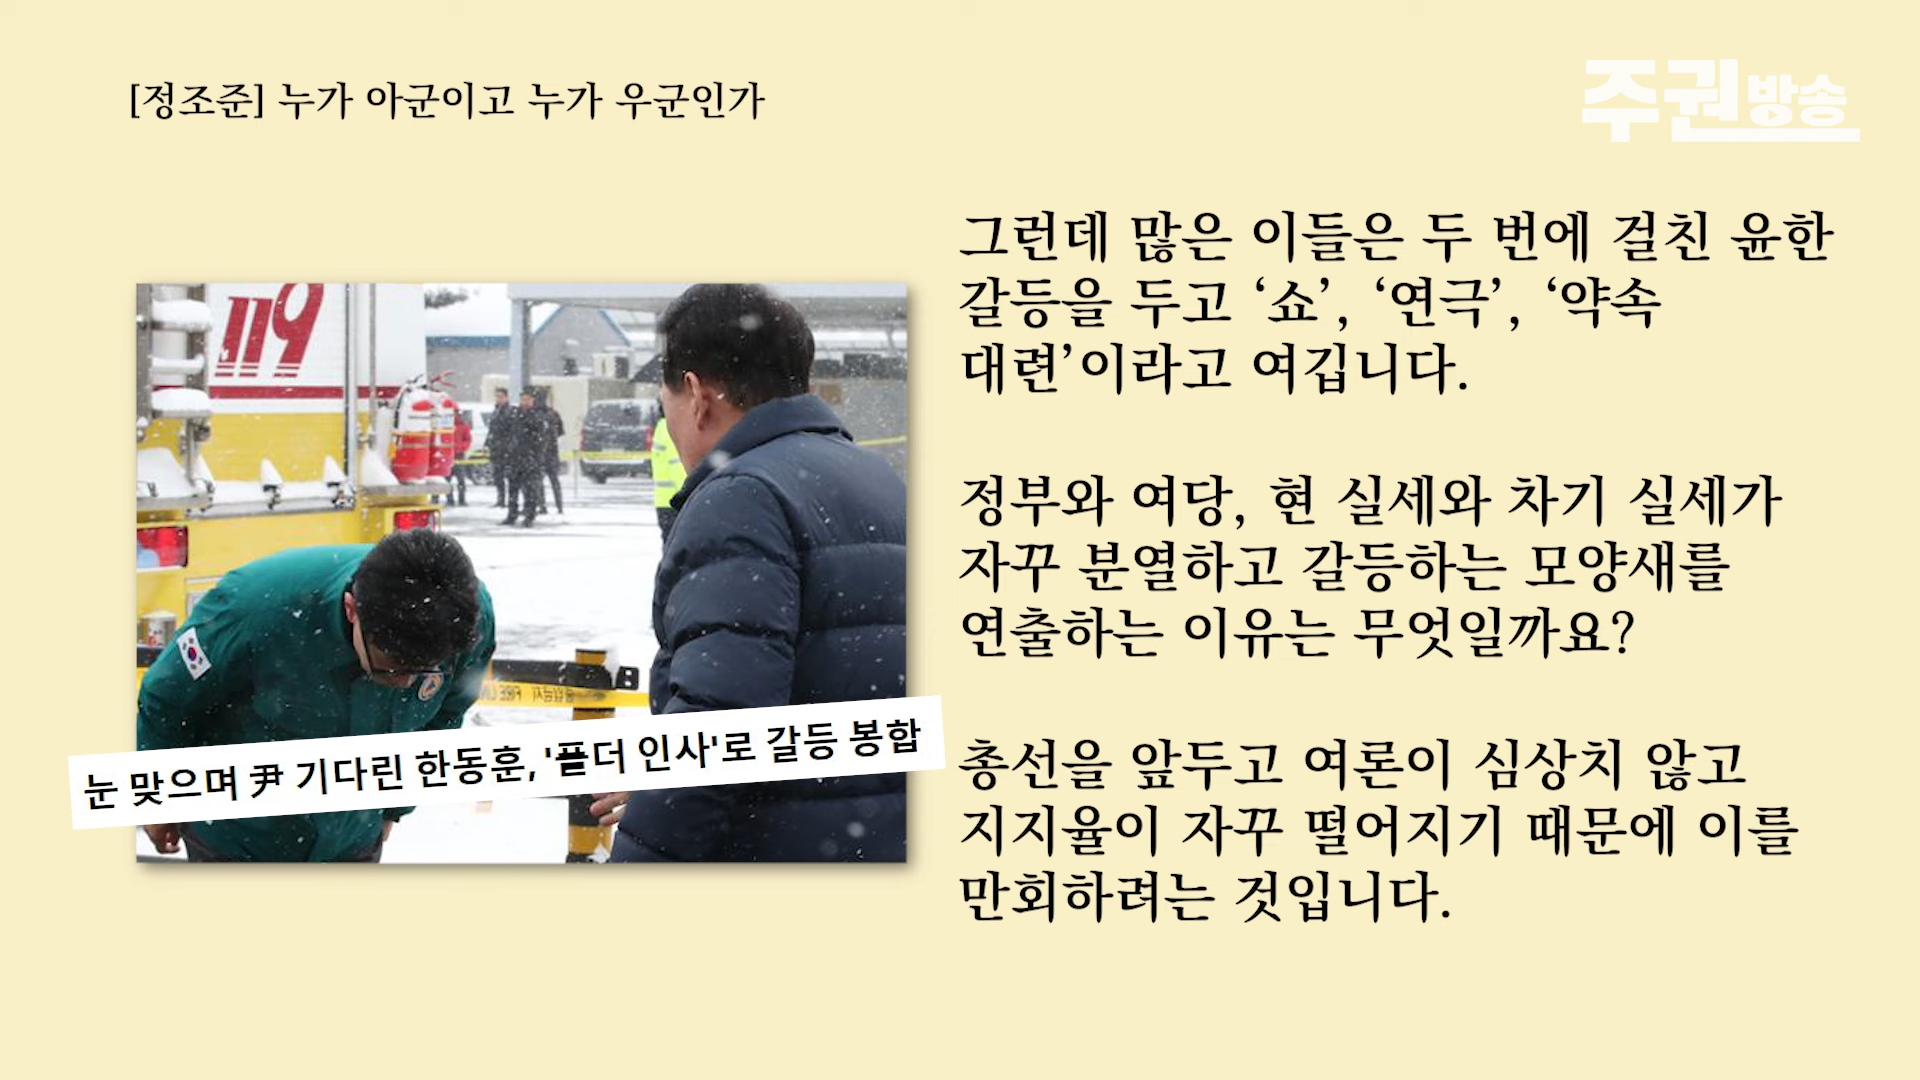 [정조준] 누가 아군이고 누가 우군인가
주권방송
그런데 많은 이들은 두 번에 걸친 윤한
갈등을 두고 ‘쇼’, ‘연극’, ‘약속
대련’이라고 여깁니다.
정부와 여당, 현 실세와 차기 실세가
자꾸 분열하고 갈등하는 모양새를
연출하는 이유는 무엇일까요?
총선을 앞두고 여론이 심상치 않고
지지율이 자꾸 떨어지기 때문에 이를
만회하려는 것입니다.
119
눈 맞으며 尹 기다린 한동훈, '폴더 인사'로 갈등 봉합